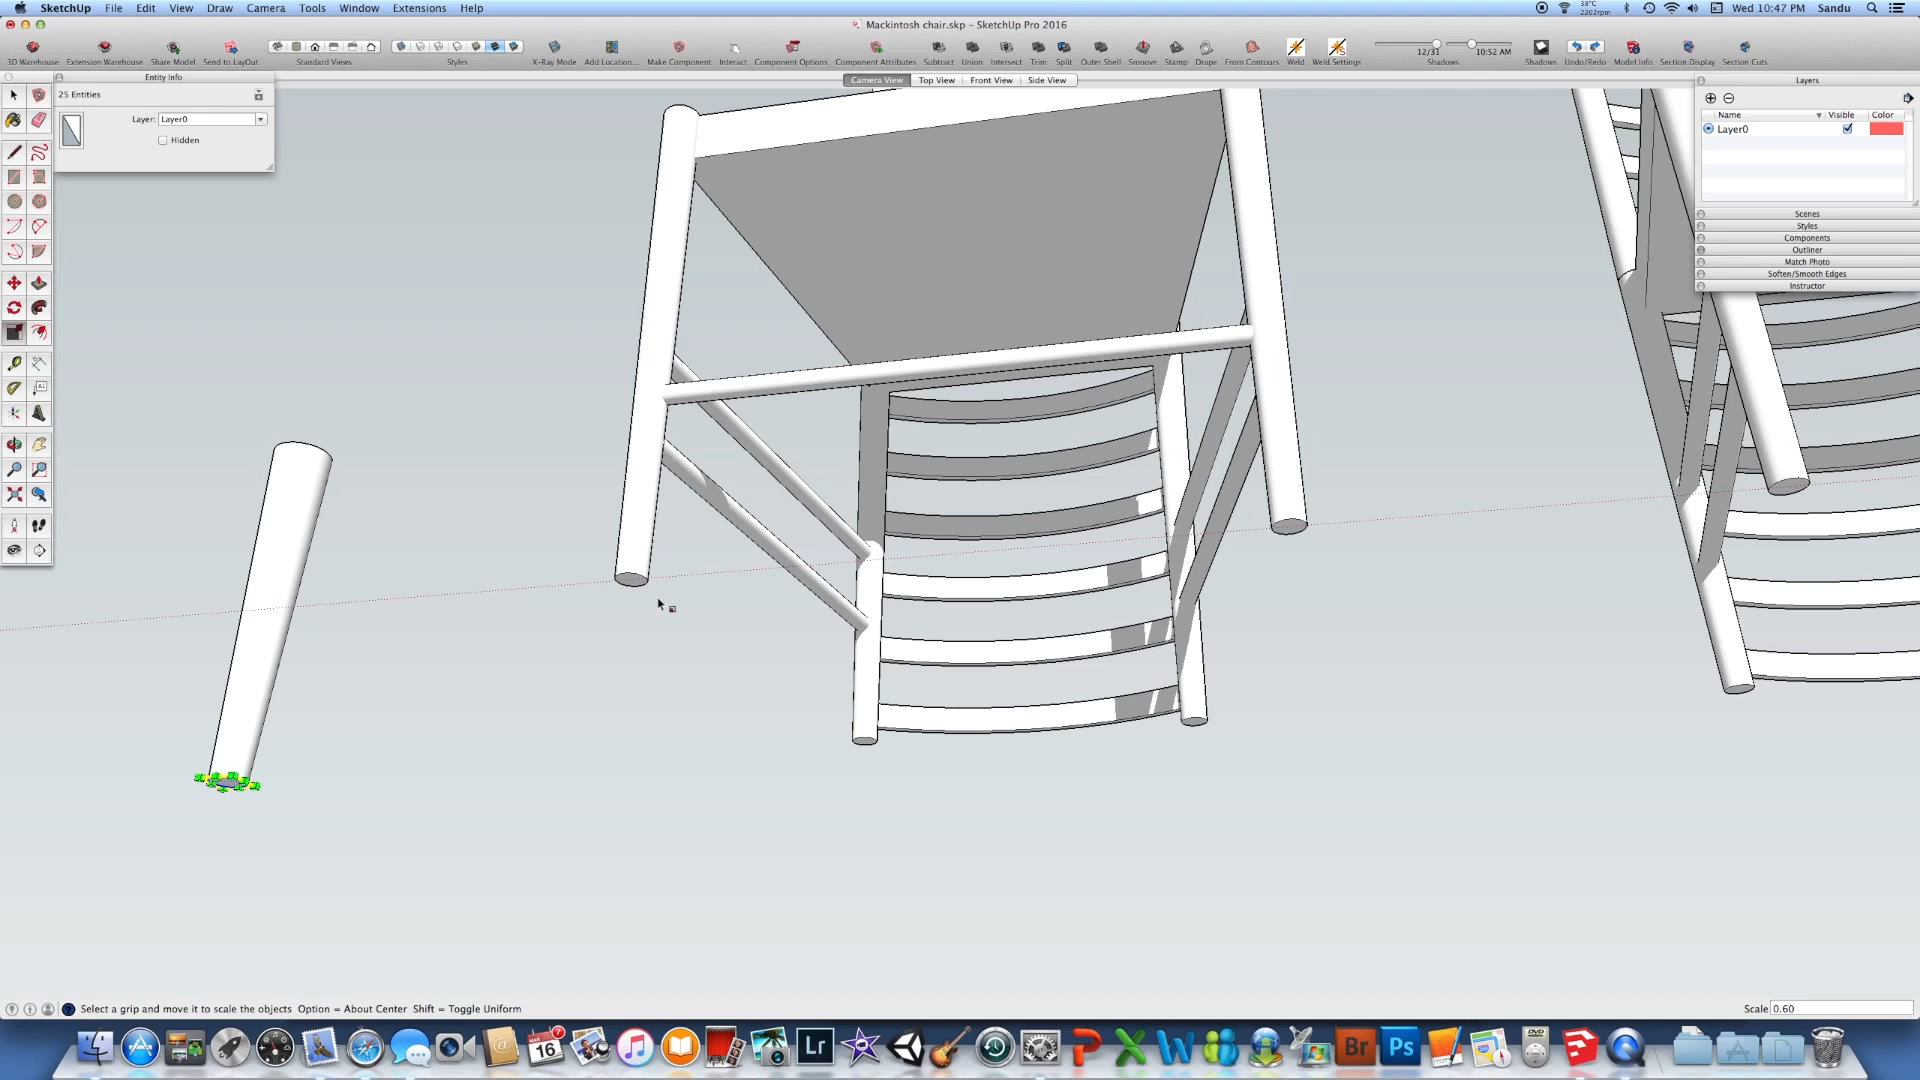 SketchUp File Edit View Draw Camera Tools Window Extensions Help
38°C 2202rpm Wed 10:47 PM Sandu
Mackintosh chair.skp – SketchUp Pro 2016
12/31 10:52 AM
3D Warehouse Extension Warehouse Share Model Send to LayOut Standard Views Styles X-Ray Mode Add Location... Make Component Interact Component Options Component Attributes Subtract Union Intersect Trim Split Outer Shell Smoove Stamp Drape From Contours Weld Weld Settings Shadows Shadows Undo/Redo Model Info Section Display Section Cuts
Entity Info
Camera View Top View Front View Side View
25 Entities
Layer: Layer0
Hidden
Layers
Name Visible Color
Layer0
Scenes
Styles
Components
Outliner
Match Photo
Soften/Smooth Edges
Instructor
Select a grip and move it to scale the objects Option = About Center Shift = Toggle Uniform
Scale 0.60
7
MAR
16
Lr
Br
Ps
DVD